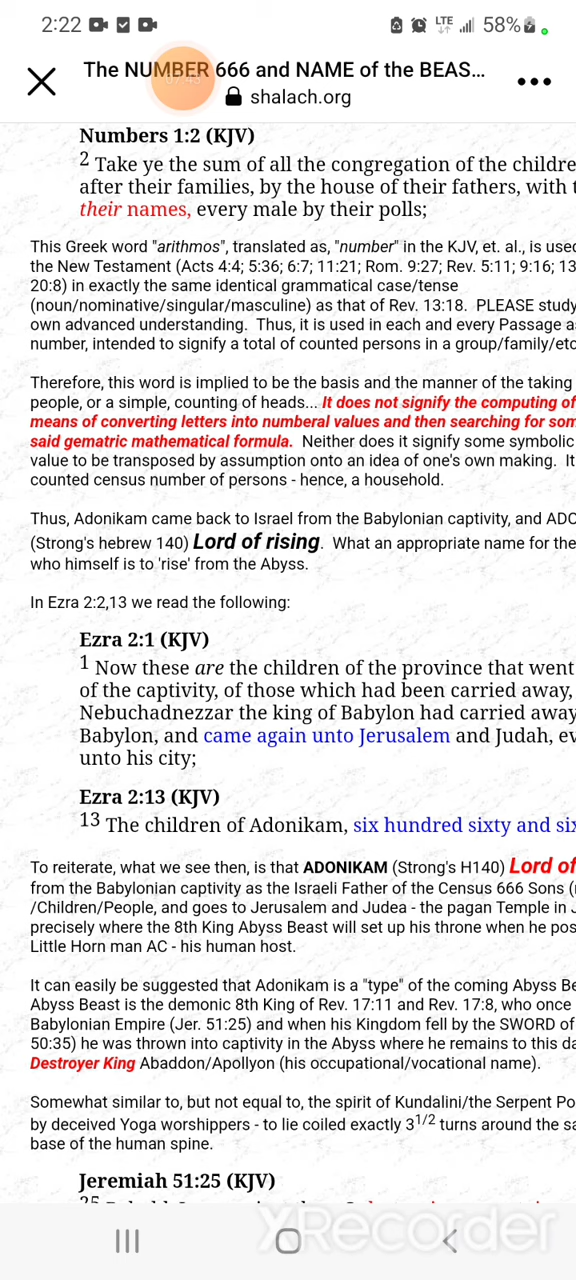 2:22
LTE
58%
The NUMBER 666 and NAME of the BEAS...
07:45
shalach.org
Numbers 1:2 (KJV)
2 Take ye the sum of all the congregation of the childre
after their families, by the house of their fathers, with t
their names, every male by their polls;
This Greek word "arithmos", translated as, "number" in the KJV, et. al., is used
the New Testament (Acts 4:4; 5:36; 6:7; 11:21; Rom. 9:27; Rev. 5:11; 9:16; 13
20:8) in exactly the same identical grammatical case/tense
(noun/nominative/singular/masculine) as that of Rev. 13:18. PLEASE study
own advanced understanding. Thus, it is used in each and every Passage a
number, intended to signify a total of counted persons in a group/family/etc
Therefore, this word is implied to be the basis and the manner of the taking
people, or a simple, counting of heads... It does not signify the computing of
means of converting letters into numberal values and then searching for som
said gematric mathematical formula. Neither does it signify some symbolic
value to be transposed by assumption onto an idea of one's own making. It
counted census number of persons - hence, a household.
Thus, Adonikam came back to Israel from the Babylonian captivity, and ADO
(Strong's hebrew 140) Lord of rising. What an appropriate name for the
who himself is to 'rise' from the Abyss.
In Ezra 2:2,13 we read the following:
Ezra 2:1 (KJV)
1 Now these are the children of the province that went
of the captivity, of those which had been carried away,
Nebuchadnezzar the king of Babylon had carried away
Babylon, and came again unto Jerusalem and Judah, ev
unto his city;
Ezra 2:13 (KJV)
13 The children of Adonikam, six hundred sixty and six
To reiterate, what we see then, is that ADONIKAM (Strong's H140) Lord of
from the Babylonian captivity as the Israeli Father of the Census 666 Sons (
/Children/People, and goes to Jerusalem and Judea - the pagan Temple in J
precisely where the 8th King Abyss Beast will set up his throne when he pos
Little Horn man AC - his human host.
It can easily be suggested that Adonikam is a "type" of the coming Abyss Be
Abyss Beast is the demonic 8th King of Rev. 17:11 and Rev. 17:8, who once
Babylonian Empire (Jer. 51:25) and when his Kingdom fell by the SWORD of
50:35) he was thrown into captivity in the Abyss where he remains to this da
Destroyer King Abaddon/Apollyon (his occupational/vocational name).
Somewhat similar to, but not equal to, the spirit of Kundalini/the Serpent Po
by deceived Yoga worshippers - to lie coiled exactly 3 1/2 turns around the sa
base of the human spine.
Jeremiah 51:25 (KJV)
25
XRecorder